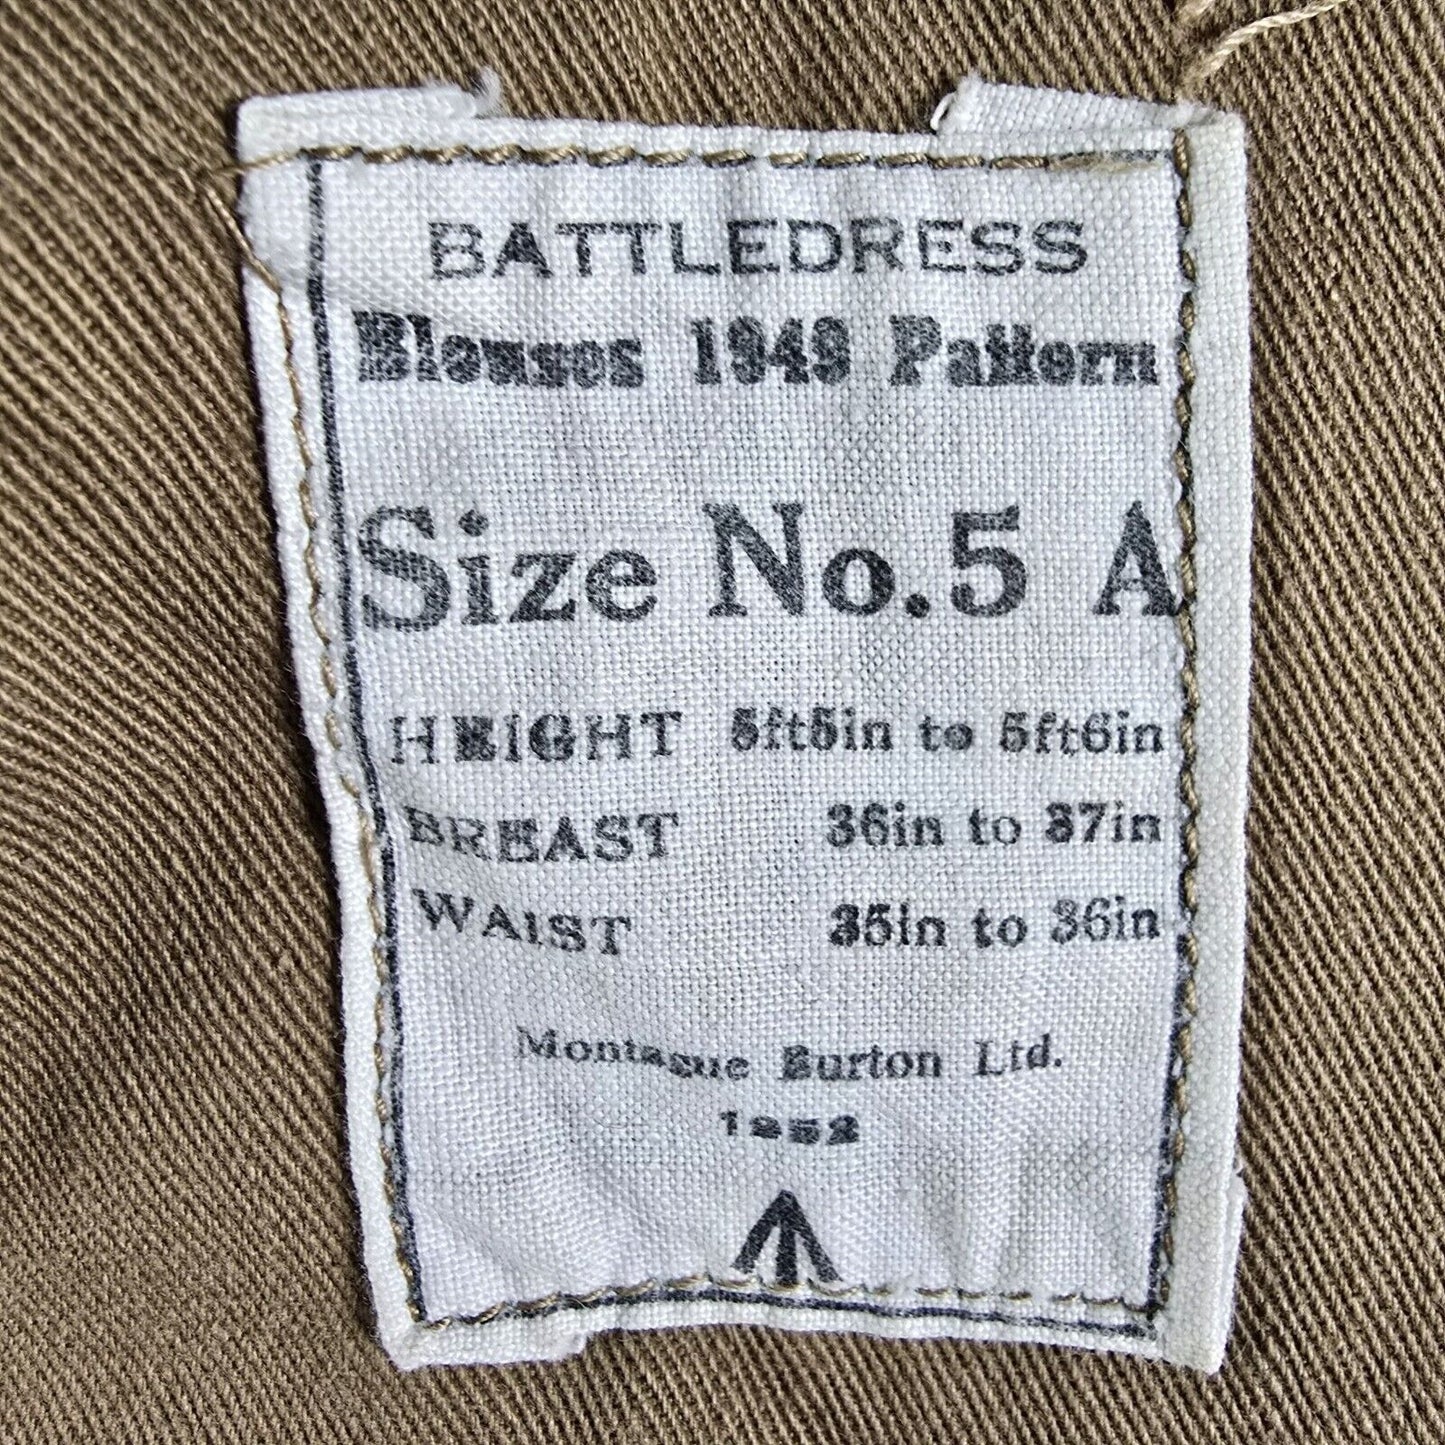 BATTLEDRESS
Blouses 1949 Pattern
Size No. 5 A
HEIGHT 5ft5in to 5ft6in
BREAST 36in to 37in
WAIST 35in to 36in
Montague Burton Ltd.
1952